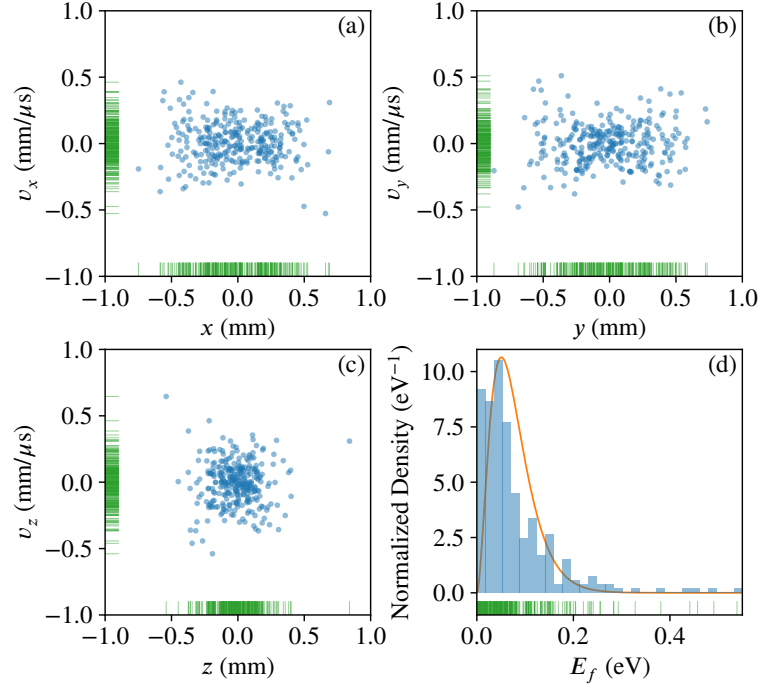 (a)
1.0
0.5
0.0
−0.5
−1.0
v_x (mm/μs)
−1.0 −0.5 0.0 0.5 1.0
x (mm)
(b)
1.0
0.5
0.0
−0.5
−1.0
v_y (mm/μs)
−1.0 −0.5 0.0 0.5 1.0
y (mm)
(c)
1.0
0.5
0.0
−0.5
−1.0
v_z (mm/μs)
−1.0 −0.5 0.0 0.5 1.0
z (mm)
(d)
10.0
7.5
5.0
2.5
0.0
Normalized Density (eV⁻¹)
0.0 0.2 0.4
E_f (eV)